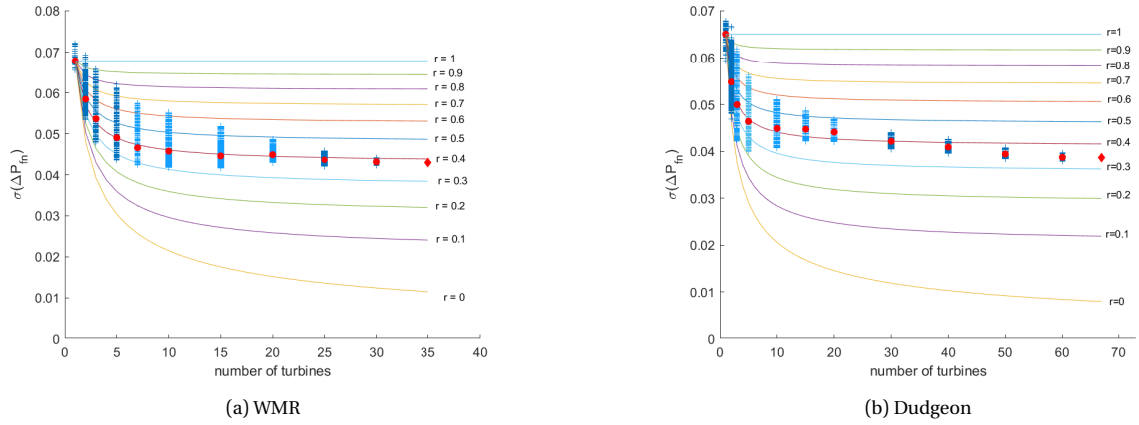 0.08
0.07
0.06
0.05
0.04
0.03
0.02
0.01
0
σ(ΔP_fn)
0 5 10 15 20 25 30 35 40
number of turbines
r = 1
r = 0.9
r = 0.8
r = 0.7
r = 0.6
r = 0.5
r = 0.4
r = 0.3
r = 0.2
r = 0.1
r = 0
(a) WMR
0.07
0.06
0.05
0.04
0.03
0.02
0.01
0
σ(ΔP_fn)
0 10 20 30 40 50 60 70
number of turbines
r=1
r=0.9
r=0.8
r=0.7
r=0.6
r=0.5
r=0.4
r=0.3
r=0.2
r=0.1
r=0
(b) Dudgeon